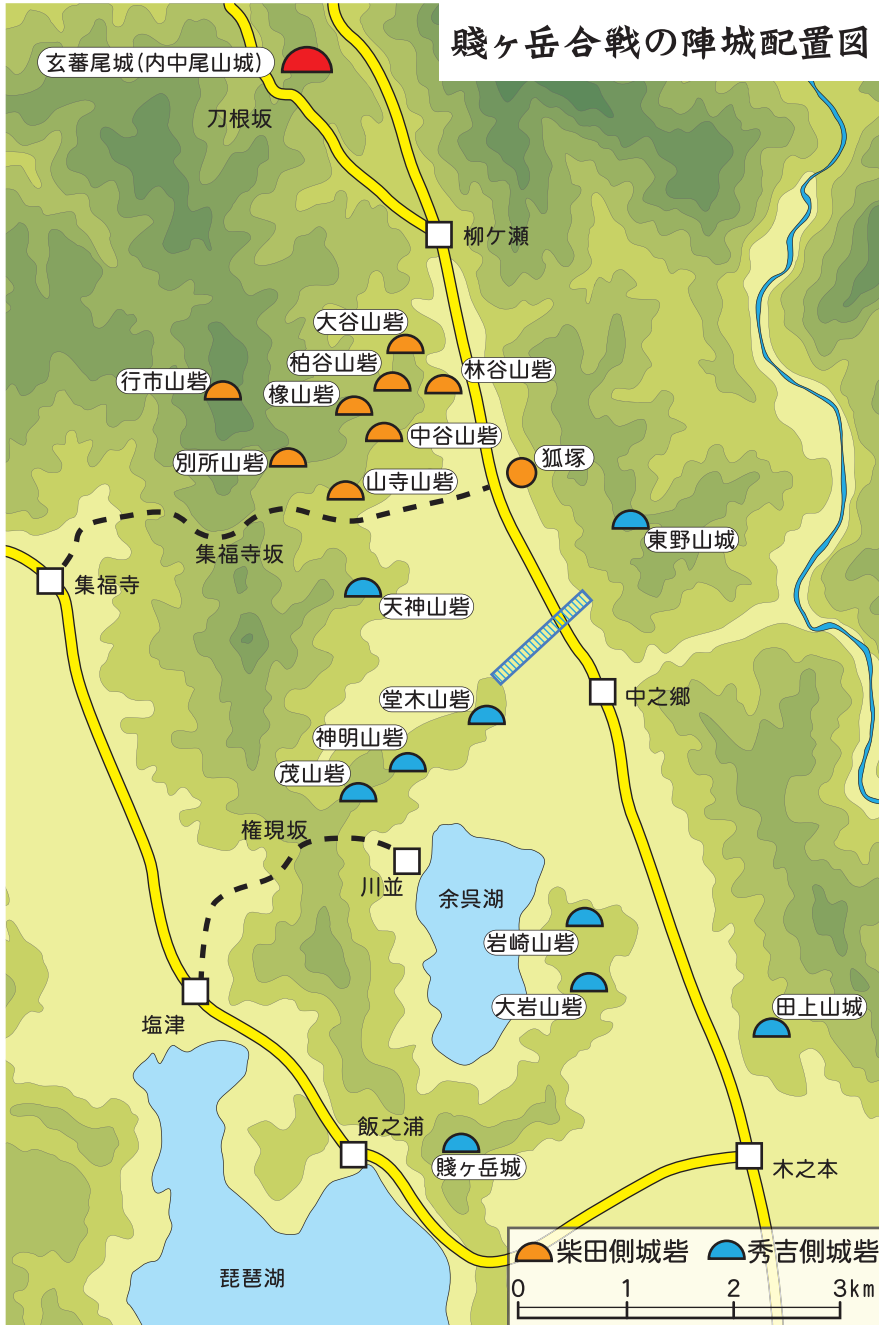 賤ヶ岳合戦の陣城配置図
玄蕃尾城(内中尾山城)
刀根坂
柳ケ瀬
大谷山砦
柏谷山砦
林谷山砦
行市山砦
橡山砦
中谷山砦
別所山砦
狐塚
山寺山砦
東野山城
集福寺坂
集福寺
天神山砦
中之郷
堂木山砦
神明山砦
茂山砦
権現坂
川並
余呉湖
岩崎山砦
大岩山砦
田上山城
塩津
飯之浦
賤ヶ岳城
木之本
琵琶湖
柴田側城砦 秀吉側城砦
0 1 2 3km